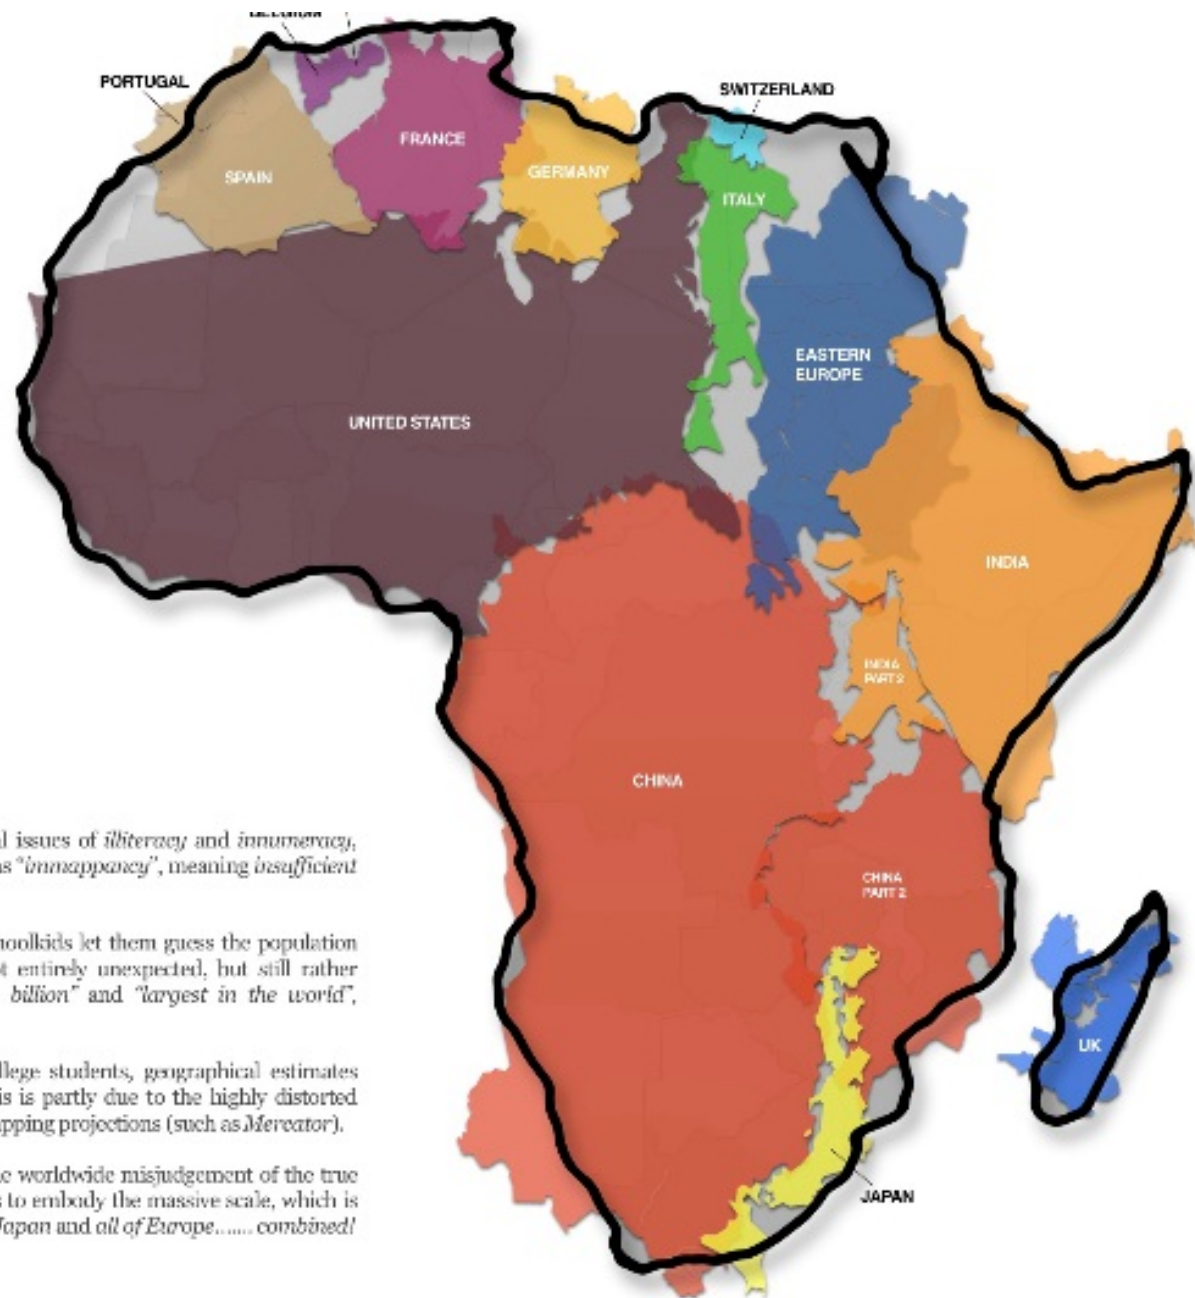 BELGIUM
PORTUGAL
SWITZERLAND
FRANCE
SPAIN
GERMANY
ITALY
EASTERN
EUROPE
UNITED STATES
INDIA
INDIA
PART 2
CHINA
CHINA
PART 2
UK
JAPAN
l issues of illiteracy and innumeracy,
as "immappancy", meaning insufficient
hoolkids let them guess the population
ot entirely unexpected, but still rather
billion" and "largest in the world",
llege students, geographical estimates
is is partly due to the highly distorted
apping projections (such as Mercator).
e worldwide misjudgement of the true
s to embody the massive scale, which is
Japan and all of Europe....... combined!